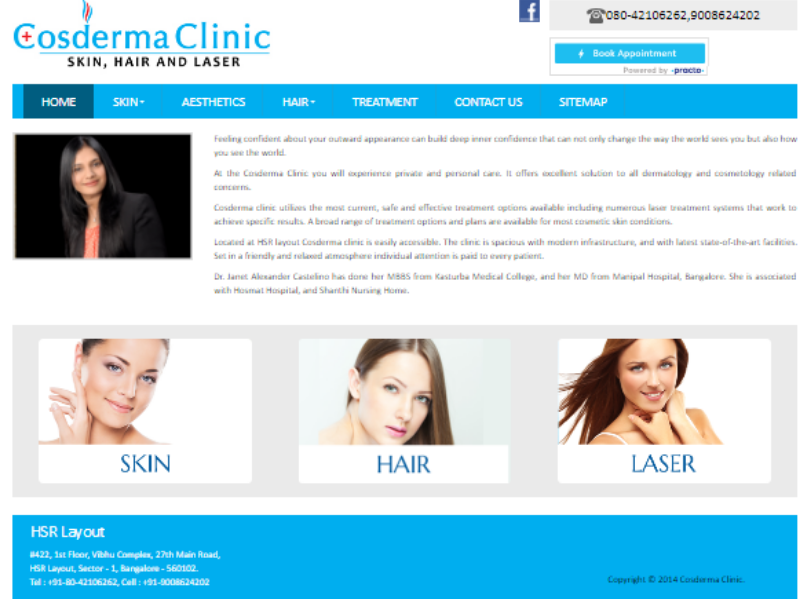 Cosderma Clinic
SKIN, HAIR AND LASER
f
080-42106262,9008624202
Book Appointment
Powered by -practo-
HOME SKIN AESTHETICS HAIR TREATMENT CONTACT US SITEMAP
Feeling confident about your outward appearance can build deep inner confidence that can not only change the way the world sees you but also how
you see the world.
At the Cosderma Clinic you will experience private and personal care. It offers excellent solution to all dermatology and cosmetology related
concerns.
Cosderma clinic utilizes the most current, safe and effective treatment options available including numerous laser treatment systems that work to
achieve specific results. A broad range of treatment options and plans are available for most cosmetic skin conditions.
Located at HSR layout Cosderma clinic is easily accessible. The clinic is spacious with modern infrastructure, and with latest state-of-the-art facilities.
Set in a friendly and relaxed atmosphere individual attention is paid to every patient.
Dr. Janet Alexander Castelino has done her MBBS from Kasturba Medical College, and her MD from Manipal Hospital, Bangalore. She is associated
with Hosmat Hospital, and Shanthi Nursing Home.
SKIN HAIR LASER
HSR Layout
#422, 1st Floor, Vibhu Complex, 27th Main Road,
HSR Layout, Sector - 1, Bangalore - 560102.
Tel : +91-80-42106262, Cell : +91-9008624202
Copyright © 2014 Cosderma Clinic.